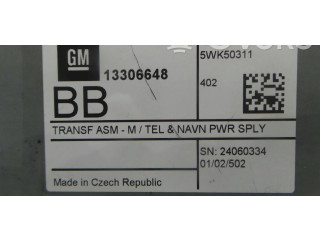 GM
13306648
5WK50311
BB
402
TRANSF ASM - M / TEL & NAVN PWR SPLY
SN: 24060334
01/02/502
Made in Czech Republic